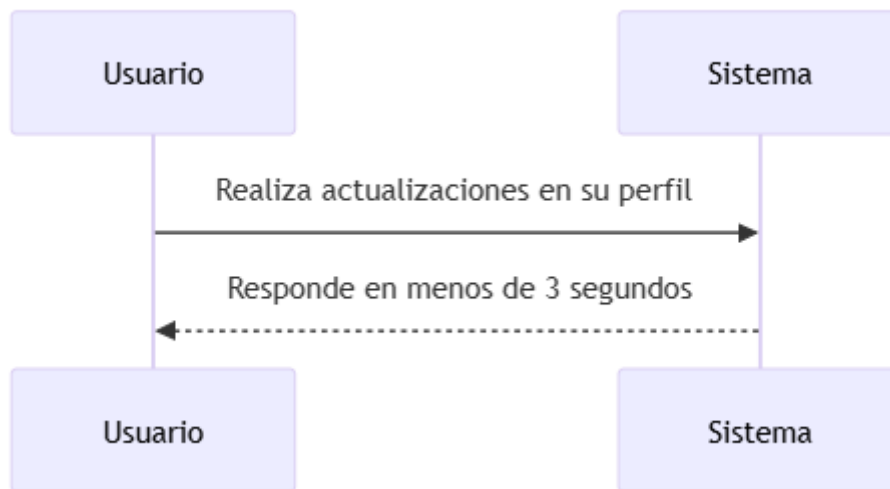 Usuario
Sistema
Realiza actualizaciones en su perfil
Responde en menos de 3 segundos
Usuario
Sistema